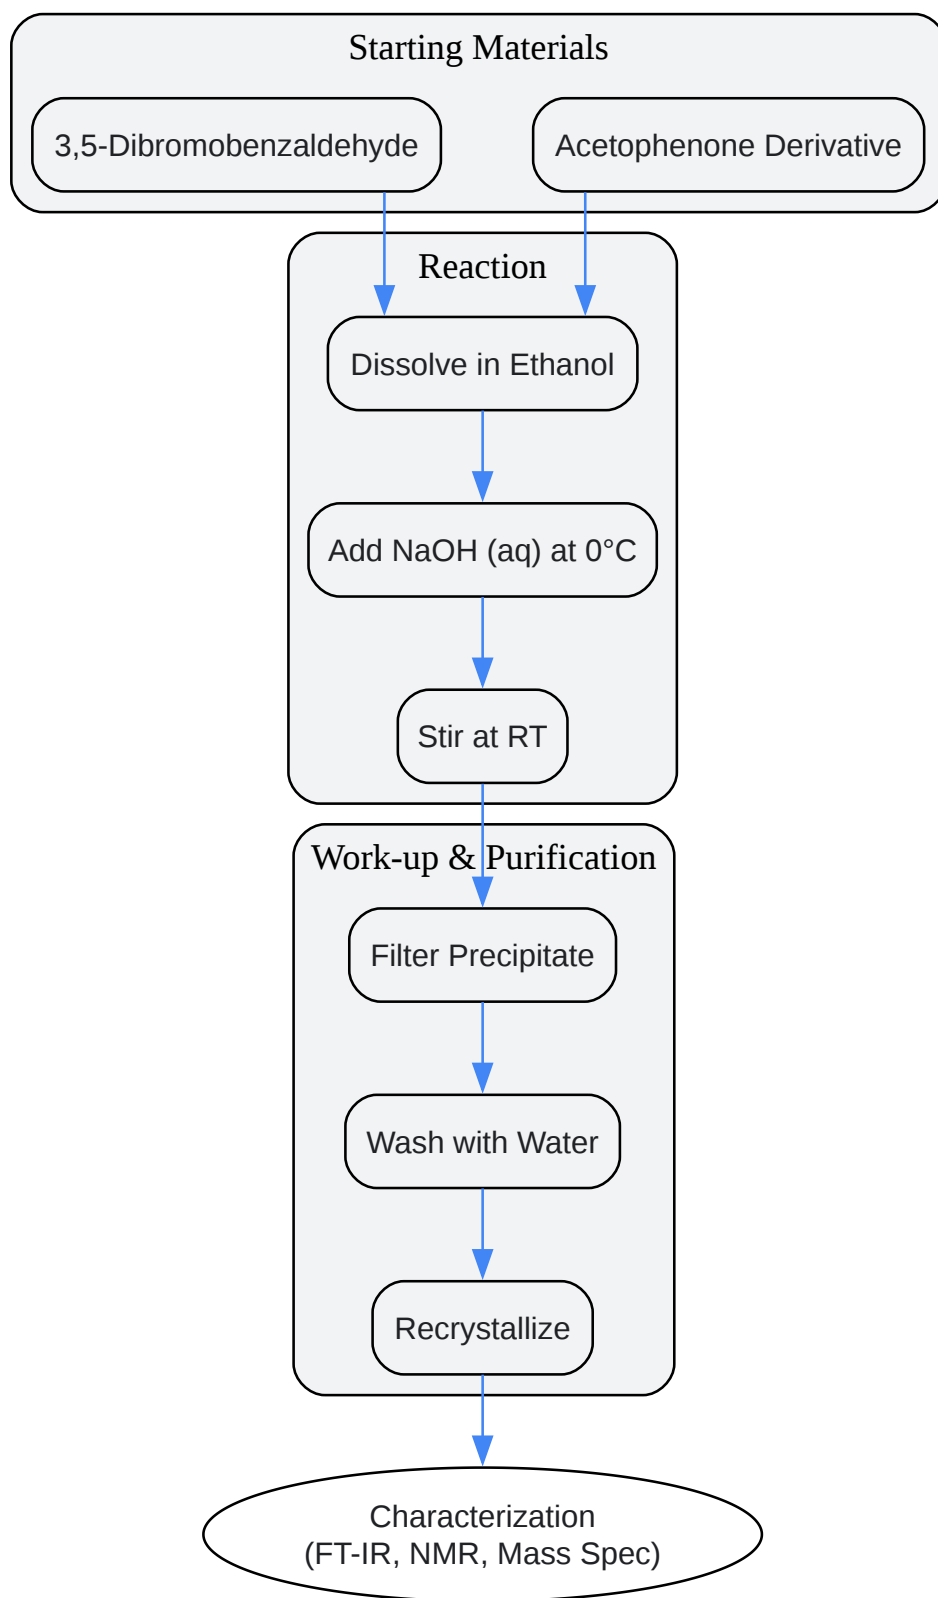 Starting Materials
3,5-Dibromobenzaldehyde
Acetophenone Derivative
Reaction
Dissolve in Ethanol
Add NaOH (aq) at 0°C
Stir at RT
Work-up & Purification
Filter Precipitate
Wash with Water
Recrystallize
Characterization
(FT-IR, NMR, Mass Spec)